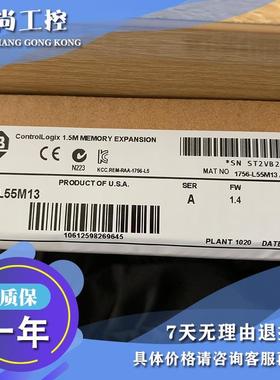 尚工控
HANG GONG KONG
B
ControlLogix 1.5M MEMORY EXPANSION
N223
KCC.REM-RAA-1756-L5
*SN ST2VB2
MAT NO 1756-L55M13
PRODUCT OF U.S.A.
L55M13
SER
A
FW
1.4
10612598269645
PLANT 1020
DATE
质保
一年
7天无理由退
具体价格请咨询客服